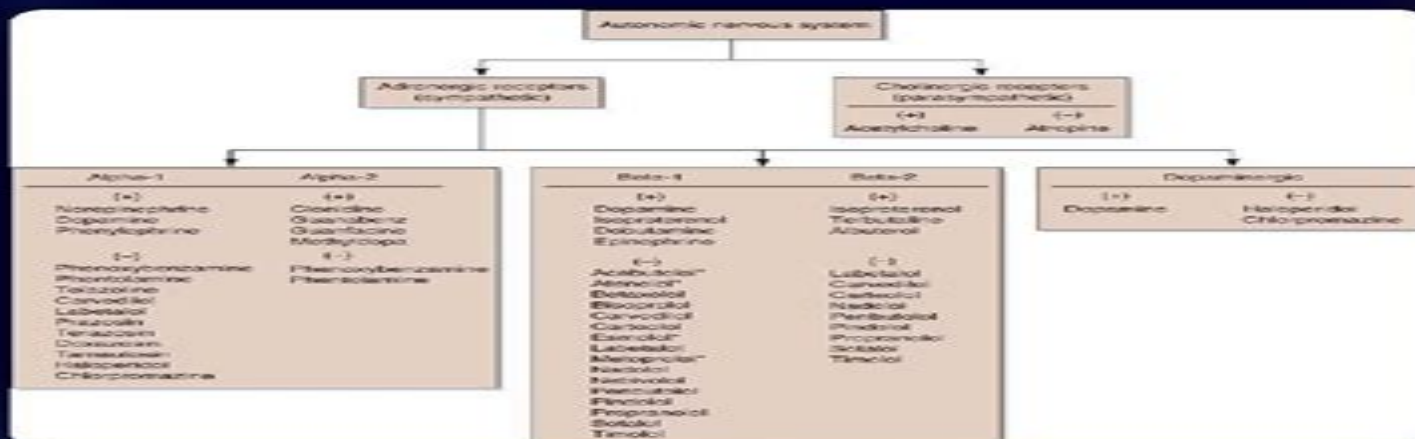 Autonomic nervous system
Adrenergic receptors
(sympathetic)
Cholinergic receptors
(parasympathetic)
(+) (−)
Acetylcholine Atropine
Alpha-1 Alpha-2
(+) (+)
Norepinephrine Clonidine
Dopamine Guanabenz
Phenylephrine Guanfacine
Methyldopa
(−) (−)
Phenoxybenzamine Phenoxybenzamine
Phentolamine Phentolamine
Tolazoline
Carvedilol
Labetalol
Prazosin
Terazosin
Doxazosin
Tamsulosin
Haloperidol
Chlorpromazine
Beta-1 Beta-2
(+) (+)
Dopamine Isoproterenol
Isoproterenol Terbutaline
Dobutamine Albuterol
Epinephrine
(−) (−)
Acebutolol* Labetalol
Atenolol* Carvedilol
Betaxolol Carteolol
Bisoprolol Nadolol
Carvedilol Penbutolol
Carteolol Pindolol
Esmolol* Propranolol
Labetalol Sotalol
Metoprolol* Timolol
Nadolol
Nebivolol
Penbutolol
Pindolol
Propranolol
Sotalol
Timolol
Dopaminergic
(+) (−)
Dopamine Haloperidol
Chlorpromazine